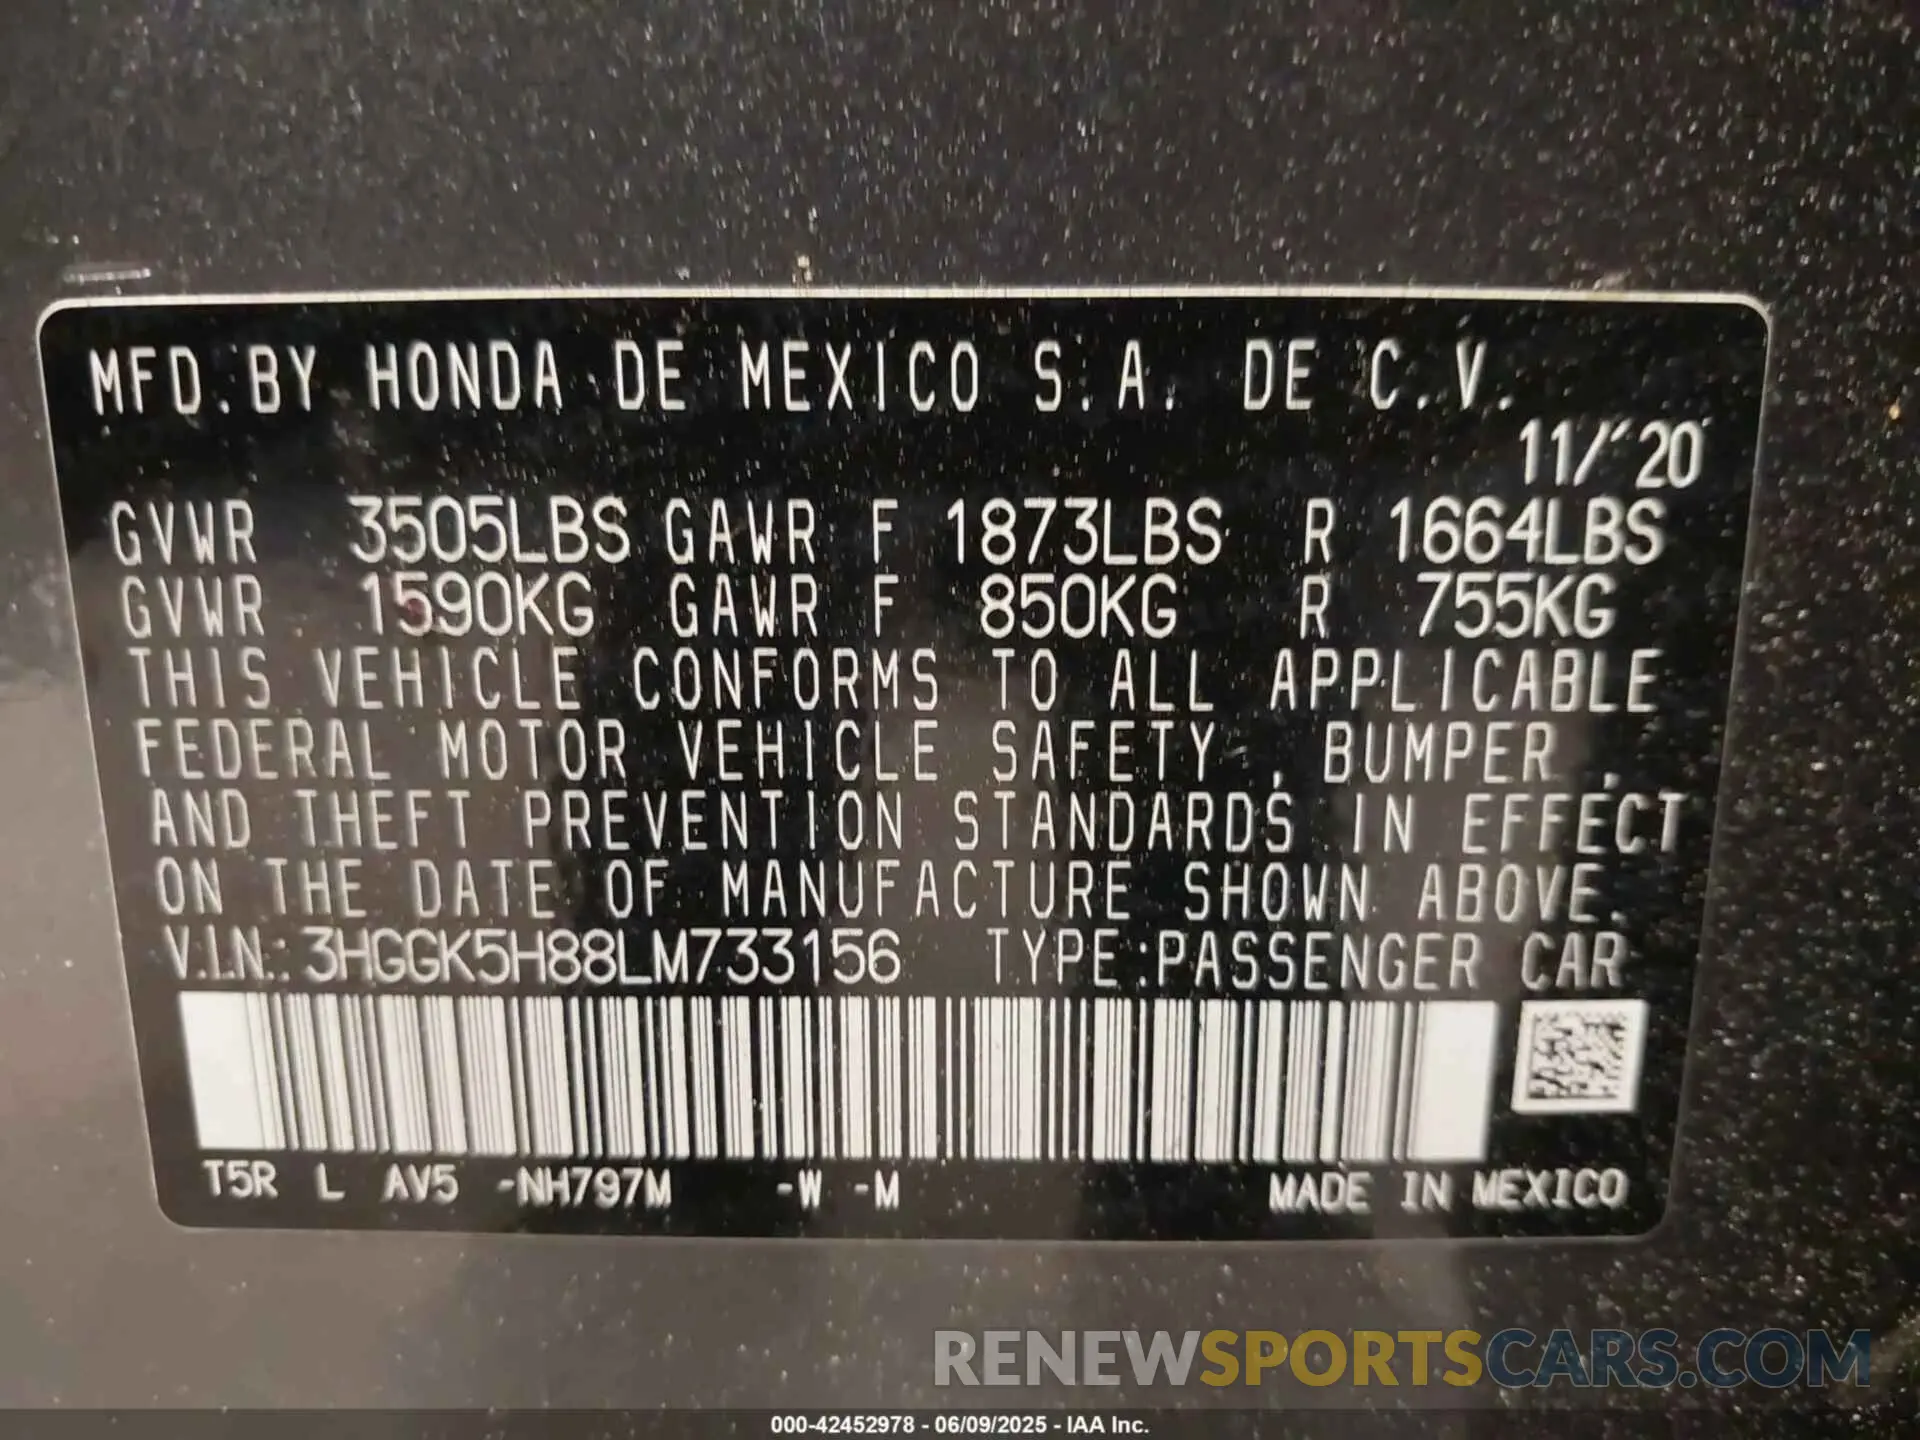 MFD. BY HONDA DE MEXICO S.A. DE C.V.
11/'20
GVWR 3505LBS GAWR F 1873LBS R 1664LBS
GVWR 1590KG GAWR F 850KG R 755KG
THIS VEHICLE CONFORMS TO ALL APPLICABLE
FEDERAL MOTOR VEHICLE SAFETY, BUMPER,
AND THEFT PREVENTION STANDARDS IN EFFECT
ON THE DATE OF MANUFACTURE SHOWN ABOVE.
V.I.N.: 3HGGK5H88LM733156 TYPE:PASSENGER CAR
T5R L AV5 -NH797M -W -M MADE IN MEXICO
RENEWSPORTSCARS.COM
000-42452978 - 06/09/2025 - IAA Inc.